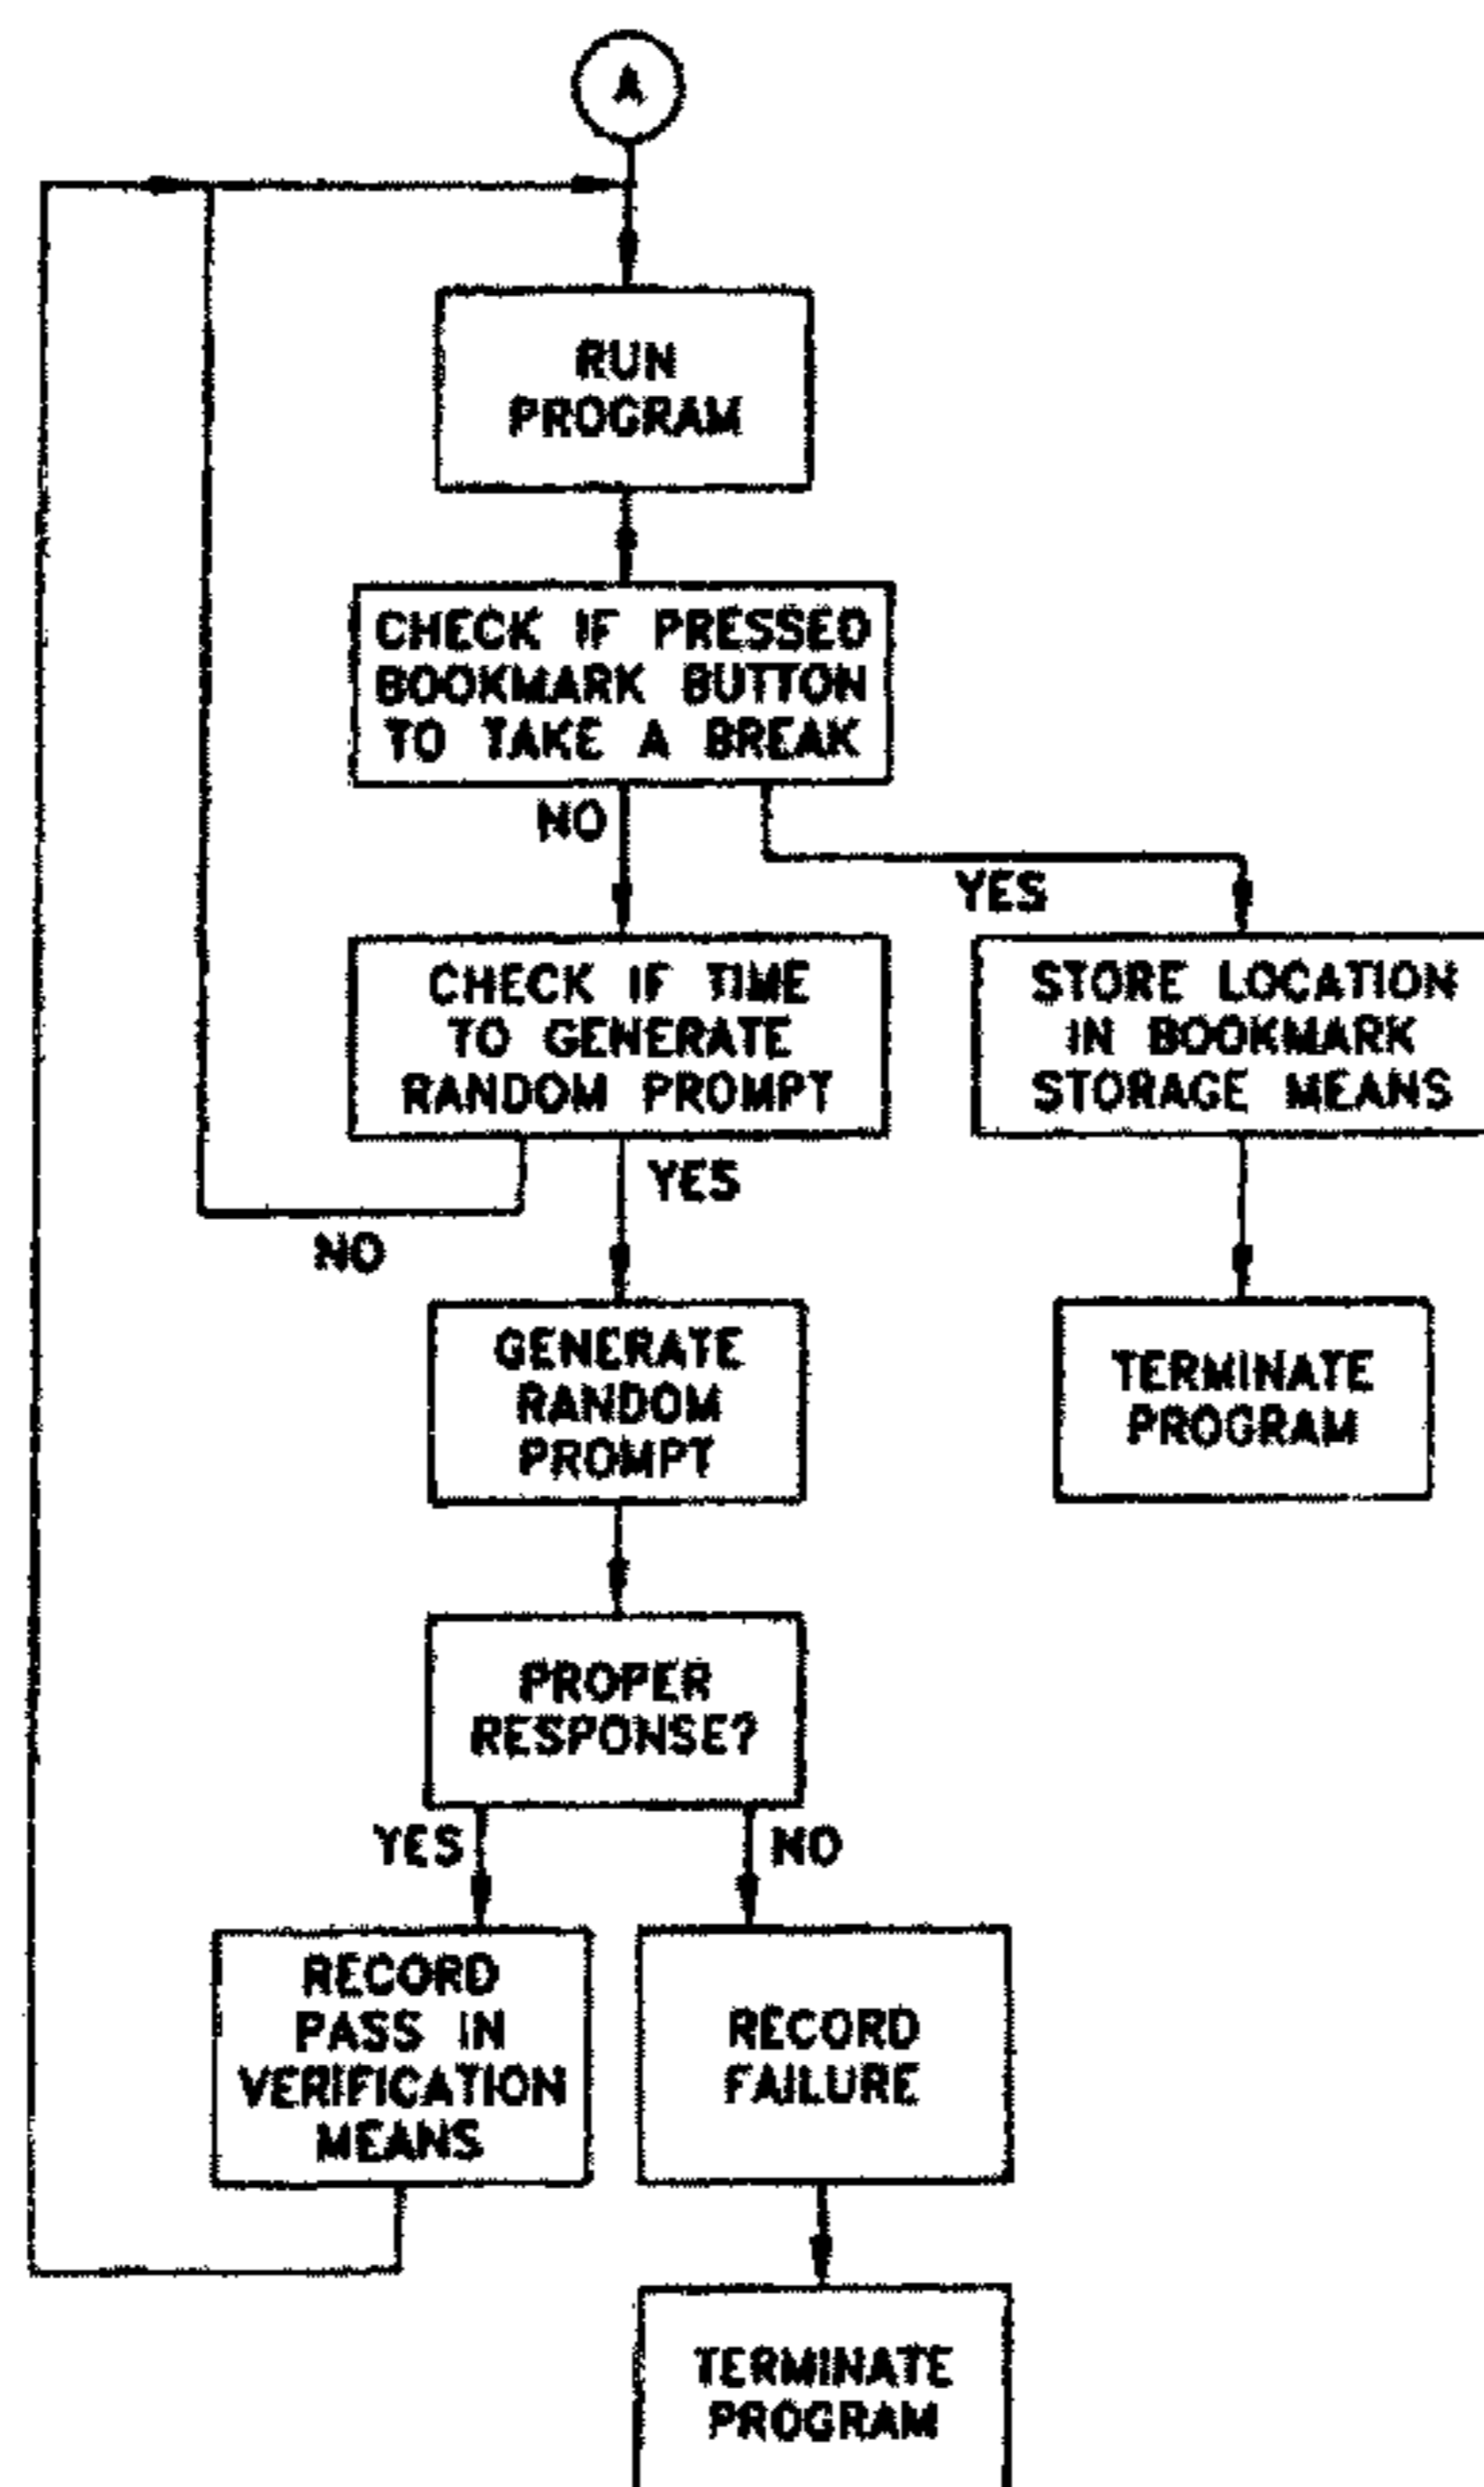 A
RUN
PROGRAM
CHECK IF PRESSED
BOOKMARK BUTTON
TO TAKE A BREAK
NO
YES
CHECK IF TIME
TO GENERATE
RANDOM PROMPT
STORE LOCATION
IN BOOKMARK
STORAGE MEANS
YES
NO
GENERATE
RANDOM
PROMPT
TERMINATE
PROGRAM
PROPER
RESPONSE?
YES
NO
RECORD
PASS IN
VERIFICATION
MEANS
RECORD
FAILURE
TERMINATE
PROGRAM